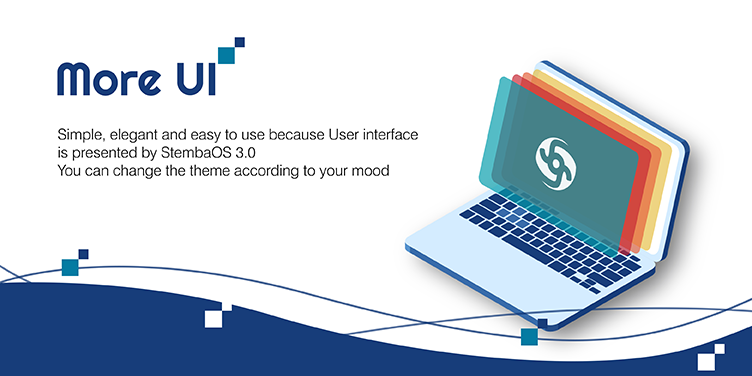 More UI
Simple, elegant and easy to use because User interface
is presented by StembaOS 3.0
You can change the theme according to your mood